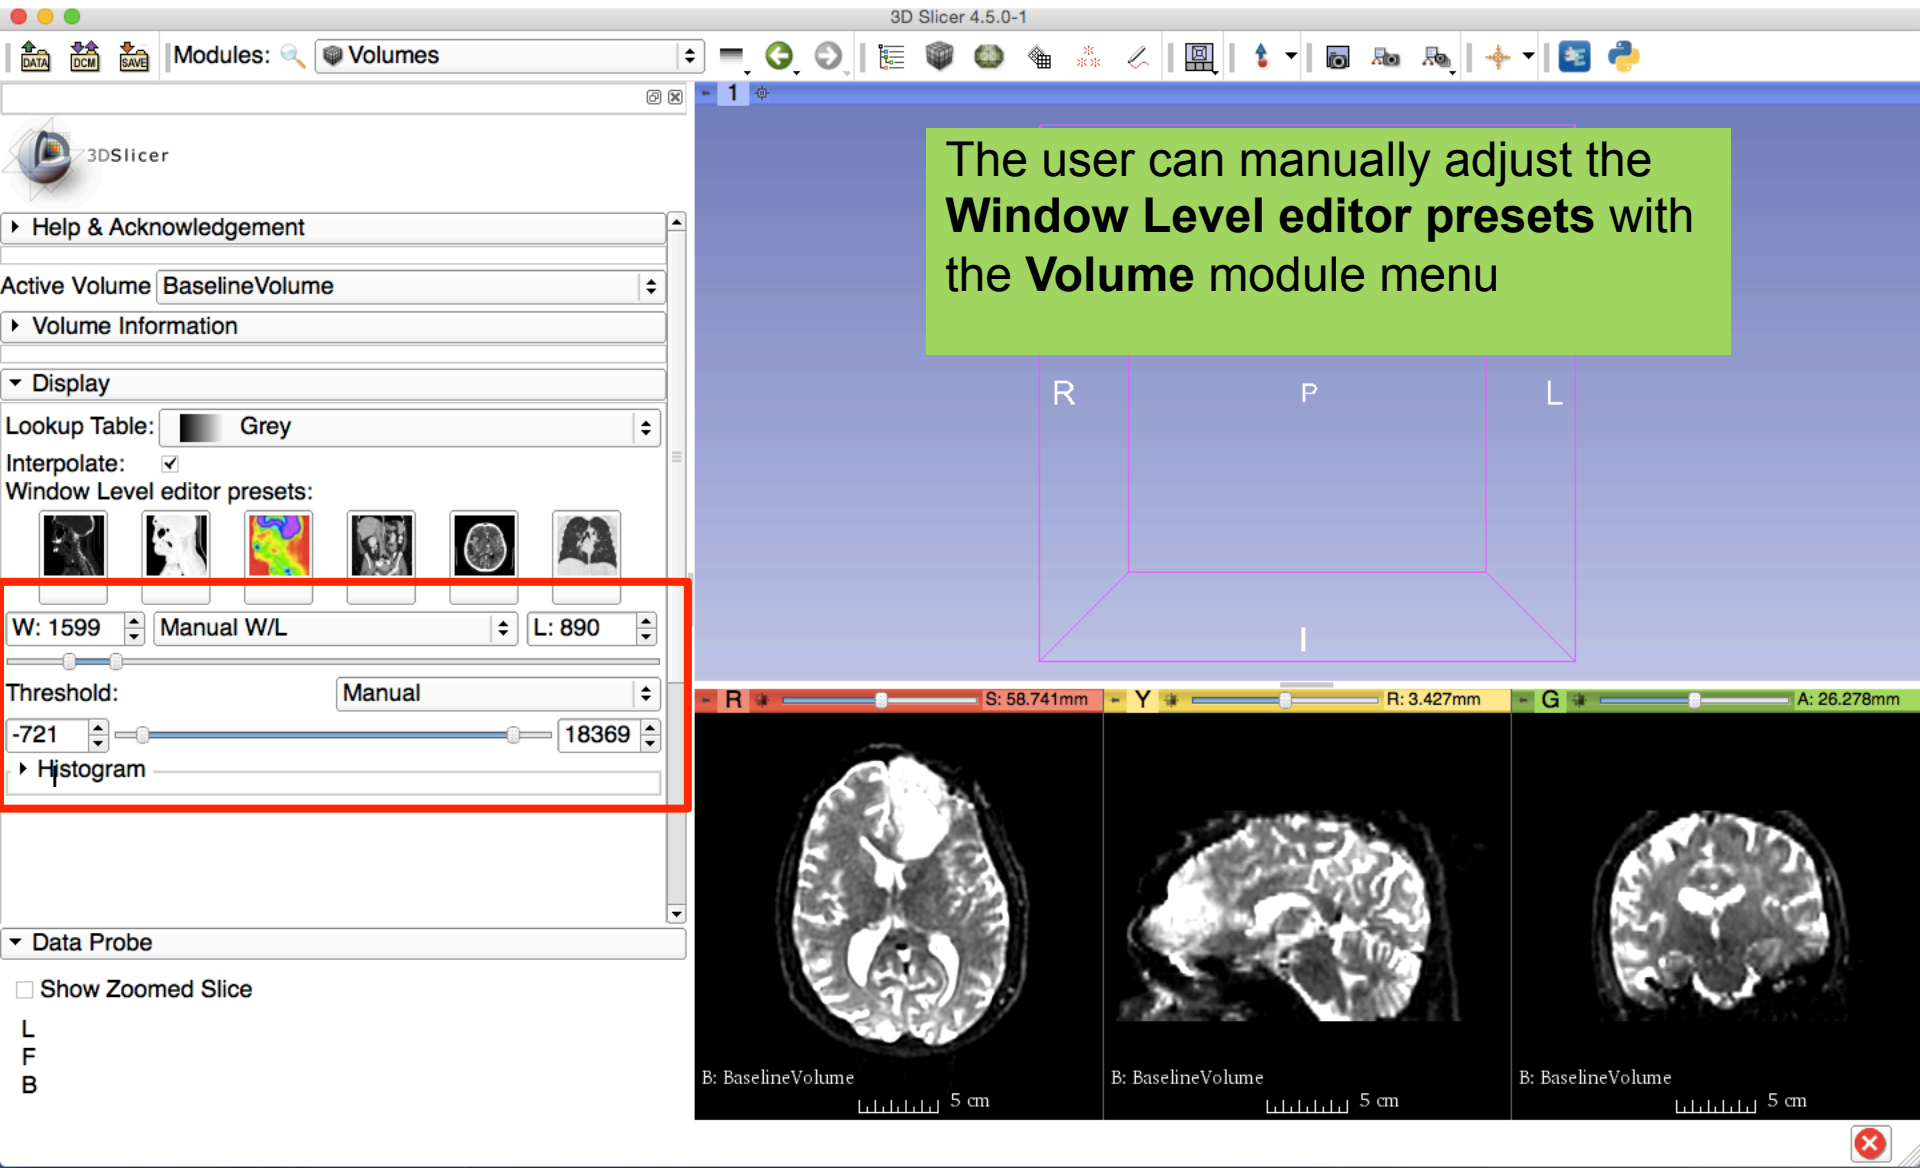 3D Slicer 4.5.0-1
DATA DCM SAVE Modules: Volumes
1
3DSlicer
The user can manually adjust the
Window Level editor presets with
the Volume module menu
Help & Acknowledgement
Active Volume BaselineVolume
Volume Information
Display
Lookup Table: Grey
Interpolate:
Window Level editor presets:
W: 1599 Manual W/L L: 890
Threshold: Manual
-721 18369
Histogram
Data Probe
Show Zoomed Slice
L
F
B
R P L
I
R S: 58.741mm
Y R: 3.427mm
G A: 26.278mm
B: BaselineVolume
5 cm
B: BaselineVolume
5 cm
B: BaselineVolume
5 cm